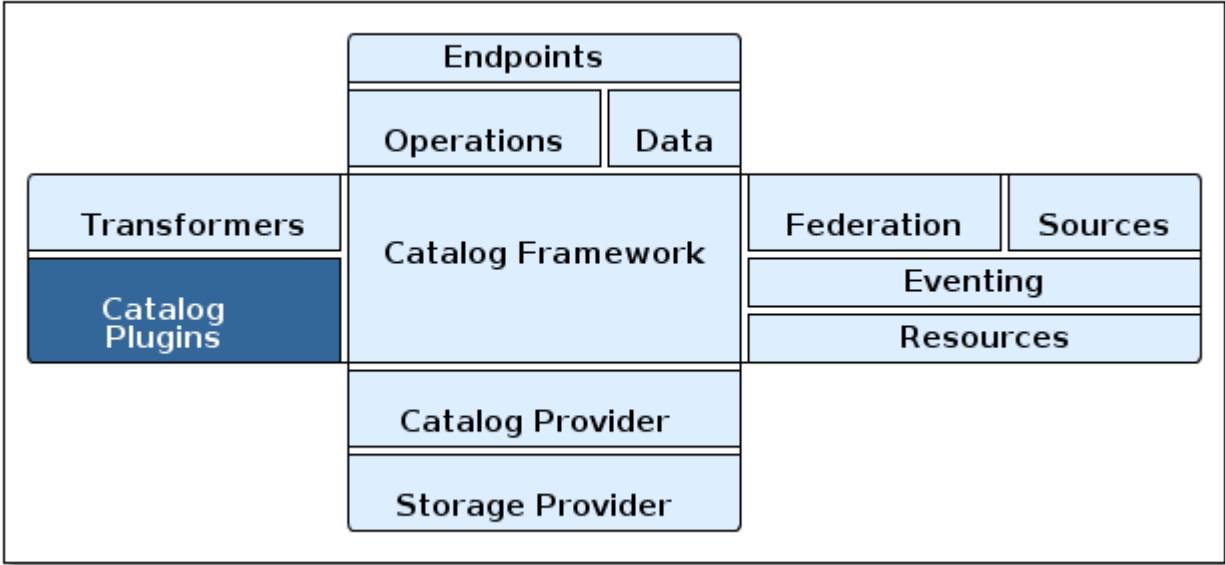 Endpoints
Operations
Data
Transformers
Catalog Framework
Federation
Sources
Catalog
Plugins
Eventing
Resources
Catalog Provider
Storage Provider